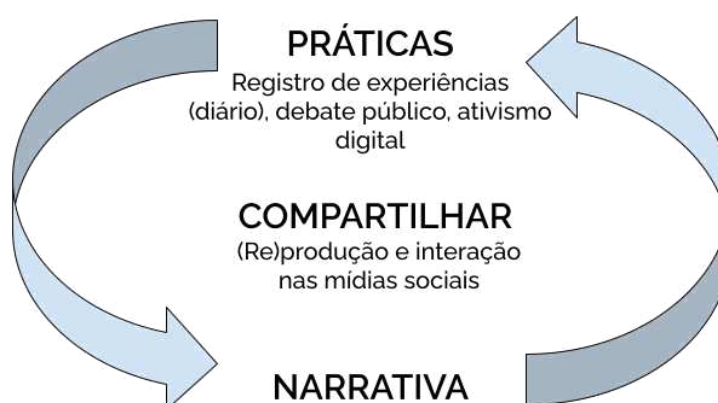 PRÁTICAS
Registro de experiências
(diário), debate público, ativismo
digital
COMPARTILHAR
(Re)produção e interação
nas mídias sociais
NARRATIVA